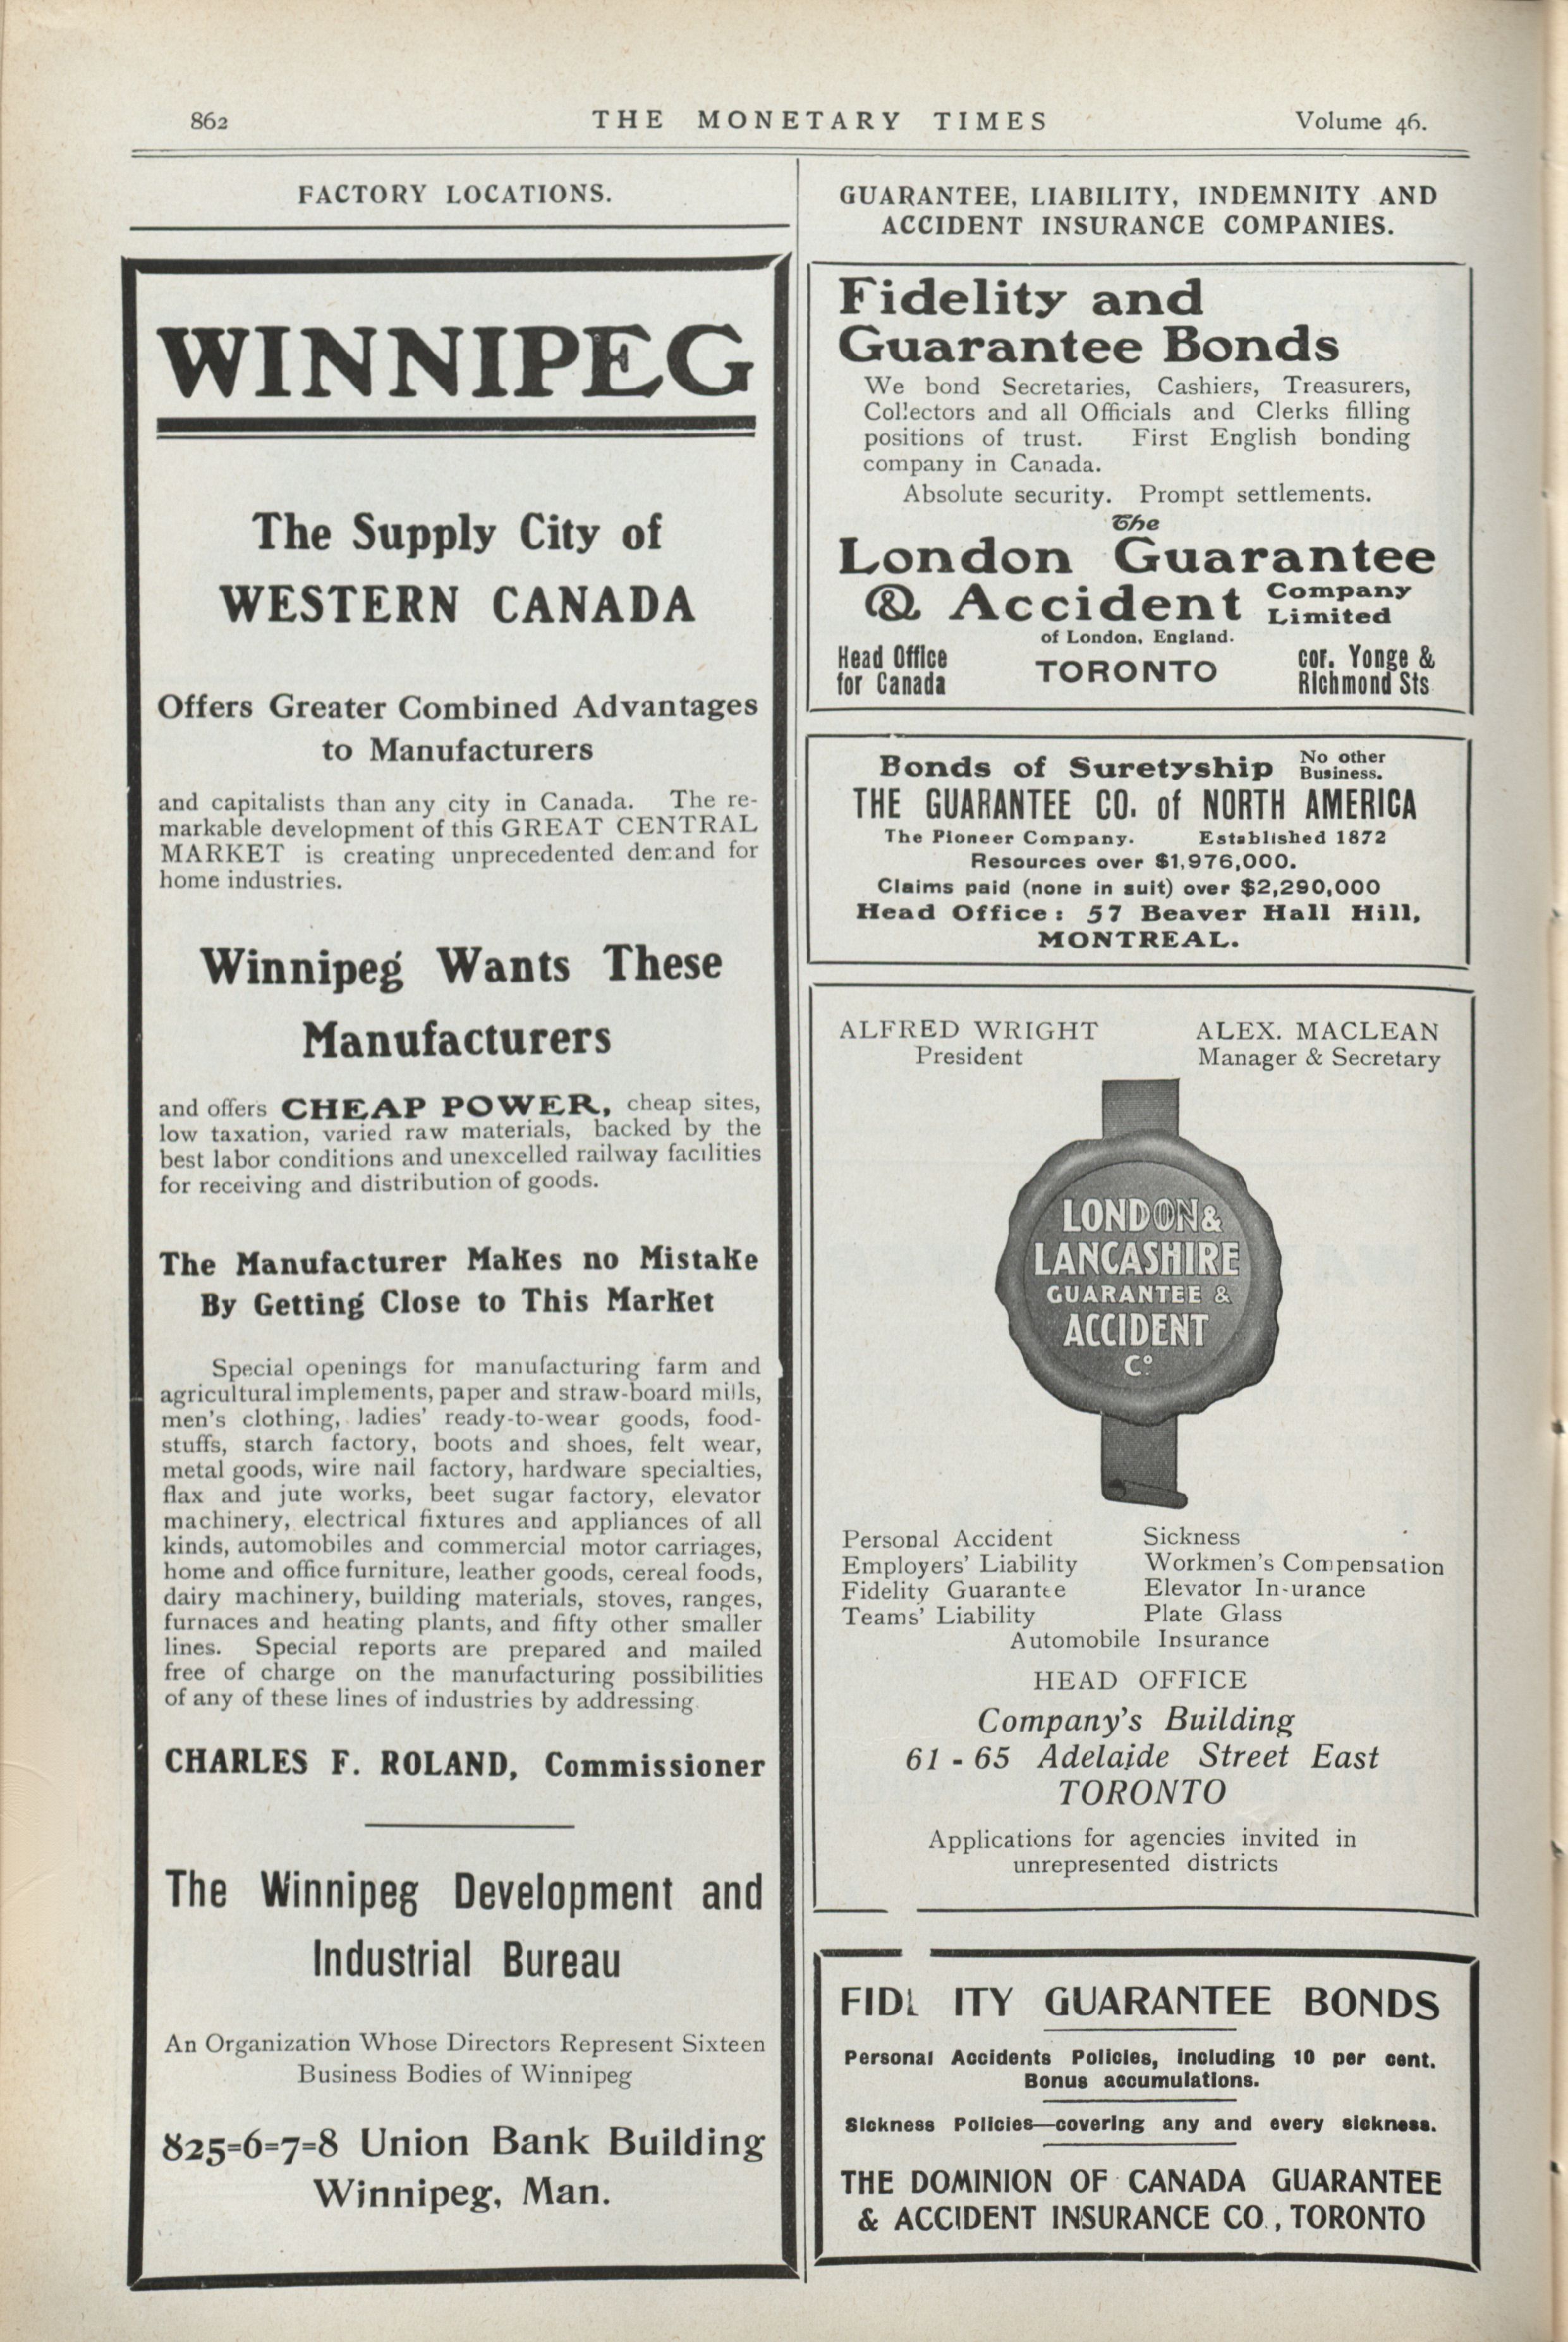 862
THE MONETARY TIMES
Volume 46.
FACTORY LOCATIONS.
WINNIPEG
The Supply City of
WESTERN CANADA
Offers Greater Combined Advantages
to Manufacturers
and capitalists than any city in Canada. The re-
markable development of this GREAT CENTRAL
MARKET is creating unprecedented demand for
home industries.
Winnipeg Wants These
Manufacturers
and offers CHEAP POWER, cheap sites,
low taxation, varied raw materials, backed by the
best labor conditions and unexcelled railway facilities
for receiving and distribution of goods.
The Manufacturer Makes no Mistake
By Getting Close to This Market
Special openings for manufacturing farm and
agricultural implements, paper and straw-board mills,
men's clothing, ladies' ready-to-wear goods, food-
stuffs, starch factory, boots and shoes, felt wear,
metal goods, wire nail factory, hardware specialties,
flax and jute works, beet sugar factory, elevator
machinery, electrical fixtures and appliances of all
kinds, automobiles and commercial motor carriages,
home and office furniture, leather goods, cereal foods,
dairy machinery, building materials, stoves, ranges,
furnaces and heating plants, and fifty other smaller
lines. Special reports are prepared and mailed
free of charge on the manufacturing possibilities
of any of these lines of industries by addressing
CHARLES F. ROLAND, Commissioner
The Winnipeg Development and
Industrial Bureau
An Organization Whose Directors Represent Sixteen
Business Bodies of Winnipeg
825=6=7=8 Union Bank Building
Winnipeg, Man.
GUARANTEE, LIABILITY, INDEMNITY AND
ACCIDENT INSURANCE COMPANIES.
Fidelity and
Guarantee Bonds
We bond Secretaries, Cashiers, Treasurers,
Collectors and all Officials and Clerks filling
positions of trust. First English bonding
company in Canada.
Absolute security. Prompt settlements.
The
London Guarantee
& Accident Company Limited
of London, England.
Head Office for Canada TORONTO cor. Yonge & Richmond Sts
Bonds of Suretyship No other Business.
THE GUARANTEE CO. of NORTH AMERICA
The Pioneer Company. Established 1872
Resources over $1,976,000.
Claims paid (none in suit) over $2,290,000
Head Office: 57 Beaver Hall Hill,
MONTREAL.
ALFRED WRIGHT ALEX. MACLEAN
President Manager & Secretary
LONDON &
LANCASHIRE
GUARANTEE &
ACCIDENT
Co.
Personal Accident Sickness
Employers' Liability Workmen's Compensation
Fidelity Guarantee Elevator In-urance
Teams' Liability Plate Glass
Automobile Insurance
HEAD OFFICE
Company's Building
61 - 65 Adelaide Street East
TORONTO
Applications for agencies invited in
unrepresented districts
FIDL ITY GUARANTEE BONDS
Personal Accidents Policies, including 10 per cent.
Bonus accumulations.
Sickness Policies—covering any and every sickness.
THE DOMINION OF CANADA GUARANTEE
& ACCIDENT INSURANCE CO., TORONTO